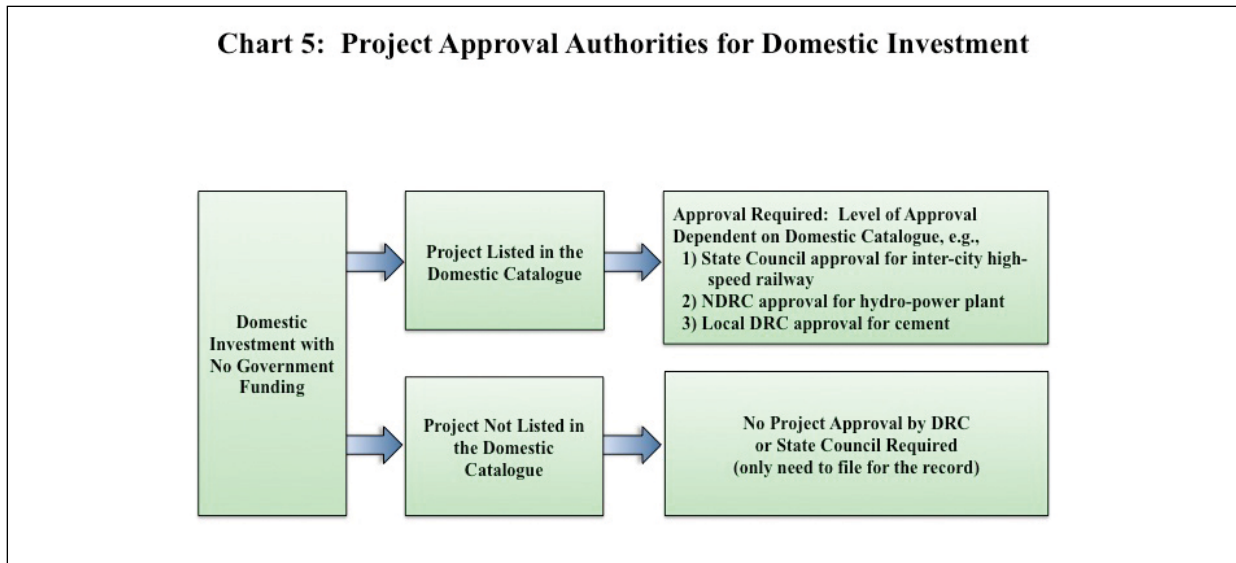 Chart 5:  Project Approval Authorities for Domestic Investment
Domestic
Investment with
No Government
Funding
Project Listed in the
Domestic Catalogue
Approval Required:  Level of Approval
Dependent on Domestic Catalogue, e.g.,
1) State Council approval for inter-city high-
speed railway
2) NDRC approval for hydro-power plant
3) Local DRC approval for cement
Project Not Listed in
the Domestic
Catalogue
No Project Approval by DRC
or State Council Required
(only need to file for the record)